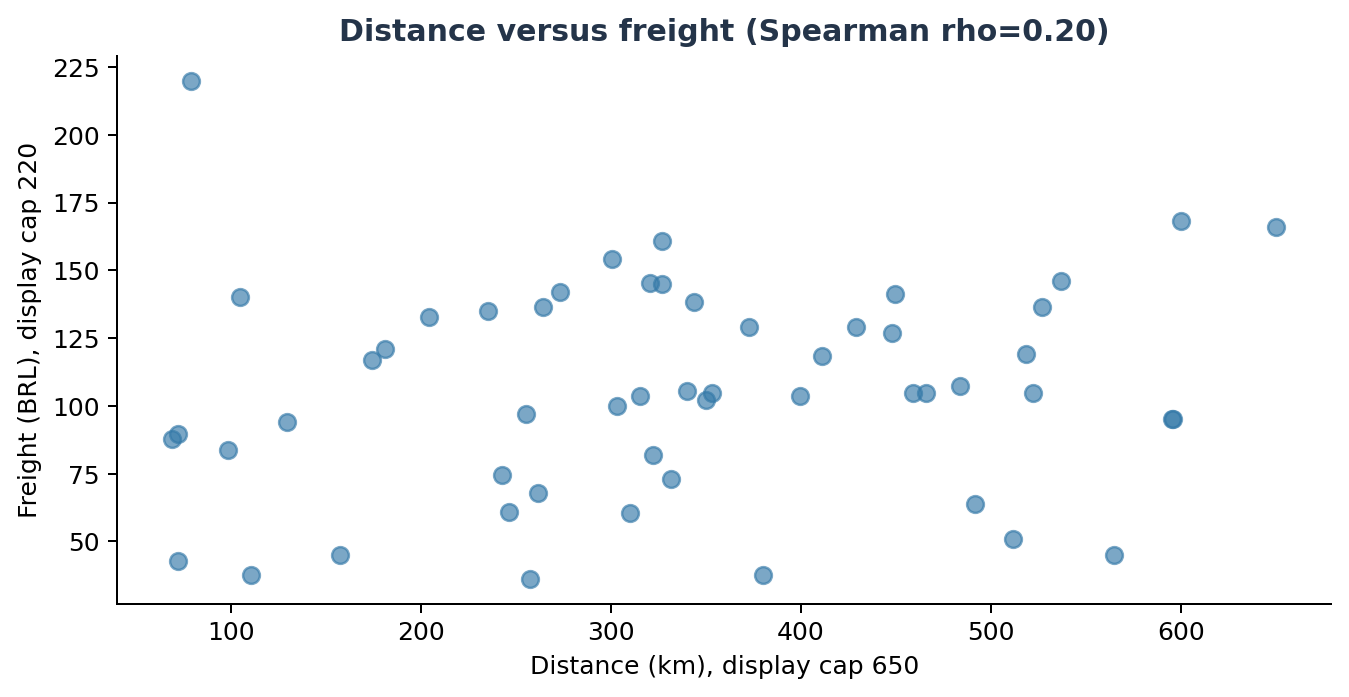 Distance versus freight (Spearman rho=0.20)
Freight (BRL), display cap 220
225
200
175
150
125
100
75
50
100 200 300 400 500 600
Distance (km), display cap 650